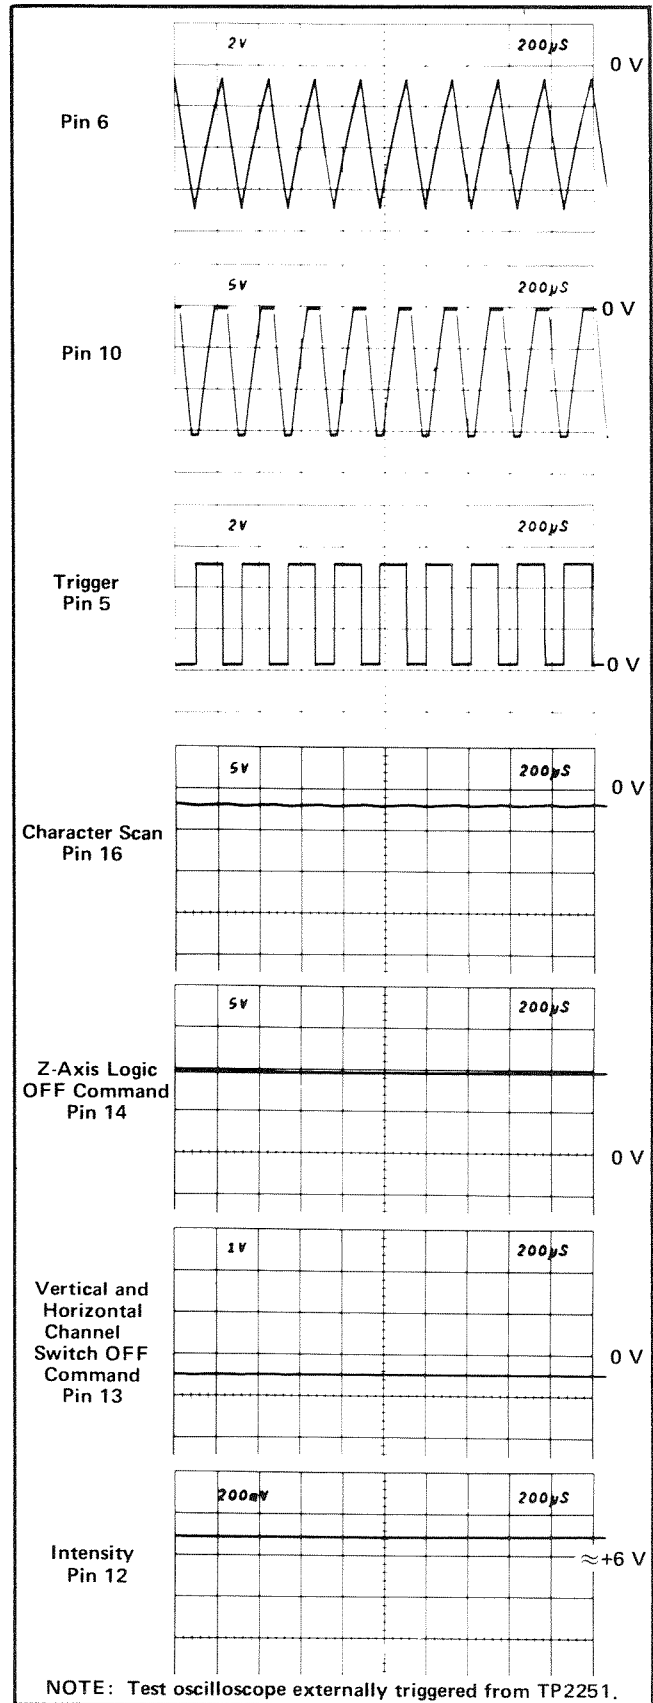 2V 200µS
0 V
Pin 6
5V 200µS
0 V
Pin 10
2V 200µS
Trigger
Pin 5
0 V
5V 200µS
0 V
Character Scan
Pin 16
5V 200µS
Z-Axis Logic
OFF Command
Pin 14
0 V
1V 200µS
Vertical and
Horizontal
Channel
Switch OFF
Command
Pin 13
0 V
200mV 200µS
Intensity
Pin 12
≈+6 V
NOTE: Test oscilloscope externally triggered from TP2251.